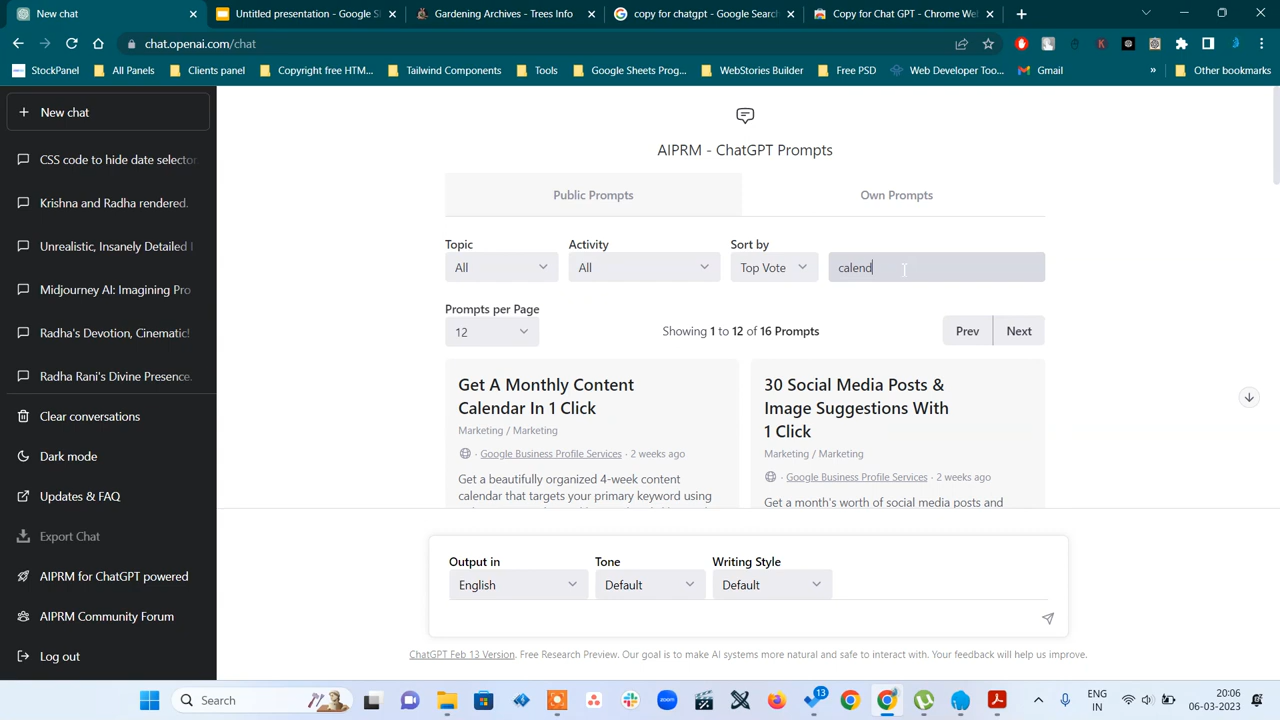 New chat
Untitled presentation - Google Sl
Gardening Archives - Trees Info
copy for chatgpt - Google Search
Copy for Chat GPT - Chrome Wel
chat.openai.com/chat
StockPanel
All Panels
Clients panel
Copyright free HTM...
Tailwind Components
Tools
Google Sheets Prog...
WebStories Builder
Free PSD
Web Developer Too...
Gmail
»
Other bookmarks
New chat
CSS code to hide date selector
Krishna and Radha rendered.
Unrealistic, Insanely Detailed
Midjourney AI: Imagining Pro
Radha's Devotion, Cinematic!
Radha Rani's Divine Presence.
Clear conversations
Dark mode
Updates & FAQ
Export Chat
AIPRM for ChatGPT powered
AIPRM Community Forum
Log out
AIPRM - ChatGPT Prompts
Public Prompts
Own Prompts
Topic
Activity
Sort by
All
All
Top Vote
calend
Prompts per Page
12
Showing 1 to 12 of 16 Prompts
Prev
Next
Get A Monthly Content
Calendar In 1 Click
Marketing / Marketing
· Google Business Profile Services · 2 weeks ago
Get a beautifully organized 4-week content
calendar that targets your primary keyword using
30 Social Media Posts &
Image Suggestions With
1 Click
Marketing / Marketing
· Google Business Profile Services · 2 weeks ago
Get a month's worth of social media posts and
Output in
Tone
Writing Style
English
Default
Default
ChatGPT Feb 13 Version. Free Research Preview. Our goal is to make AI systems more natural and safe to interact with. Your feedback will help us improve.
Search
zoom
13
ENG
IN
20:06
06-03-2023